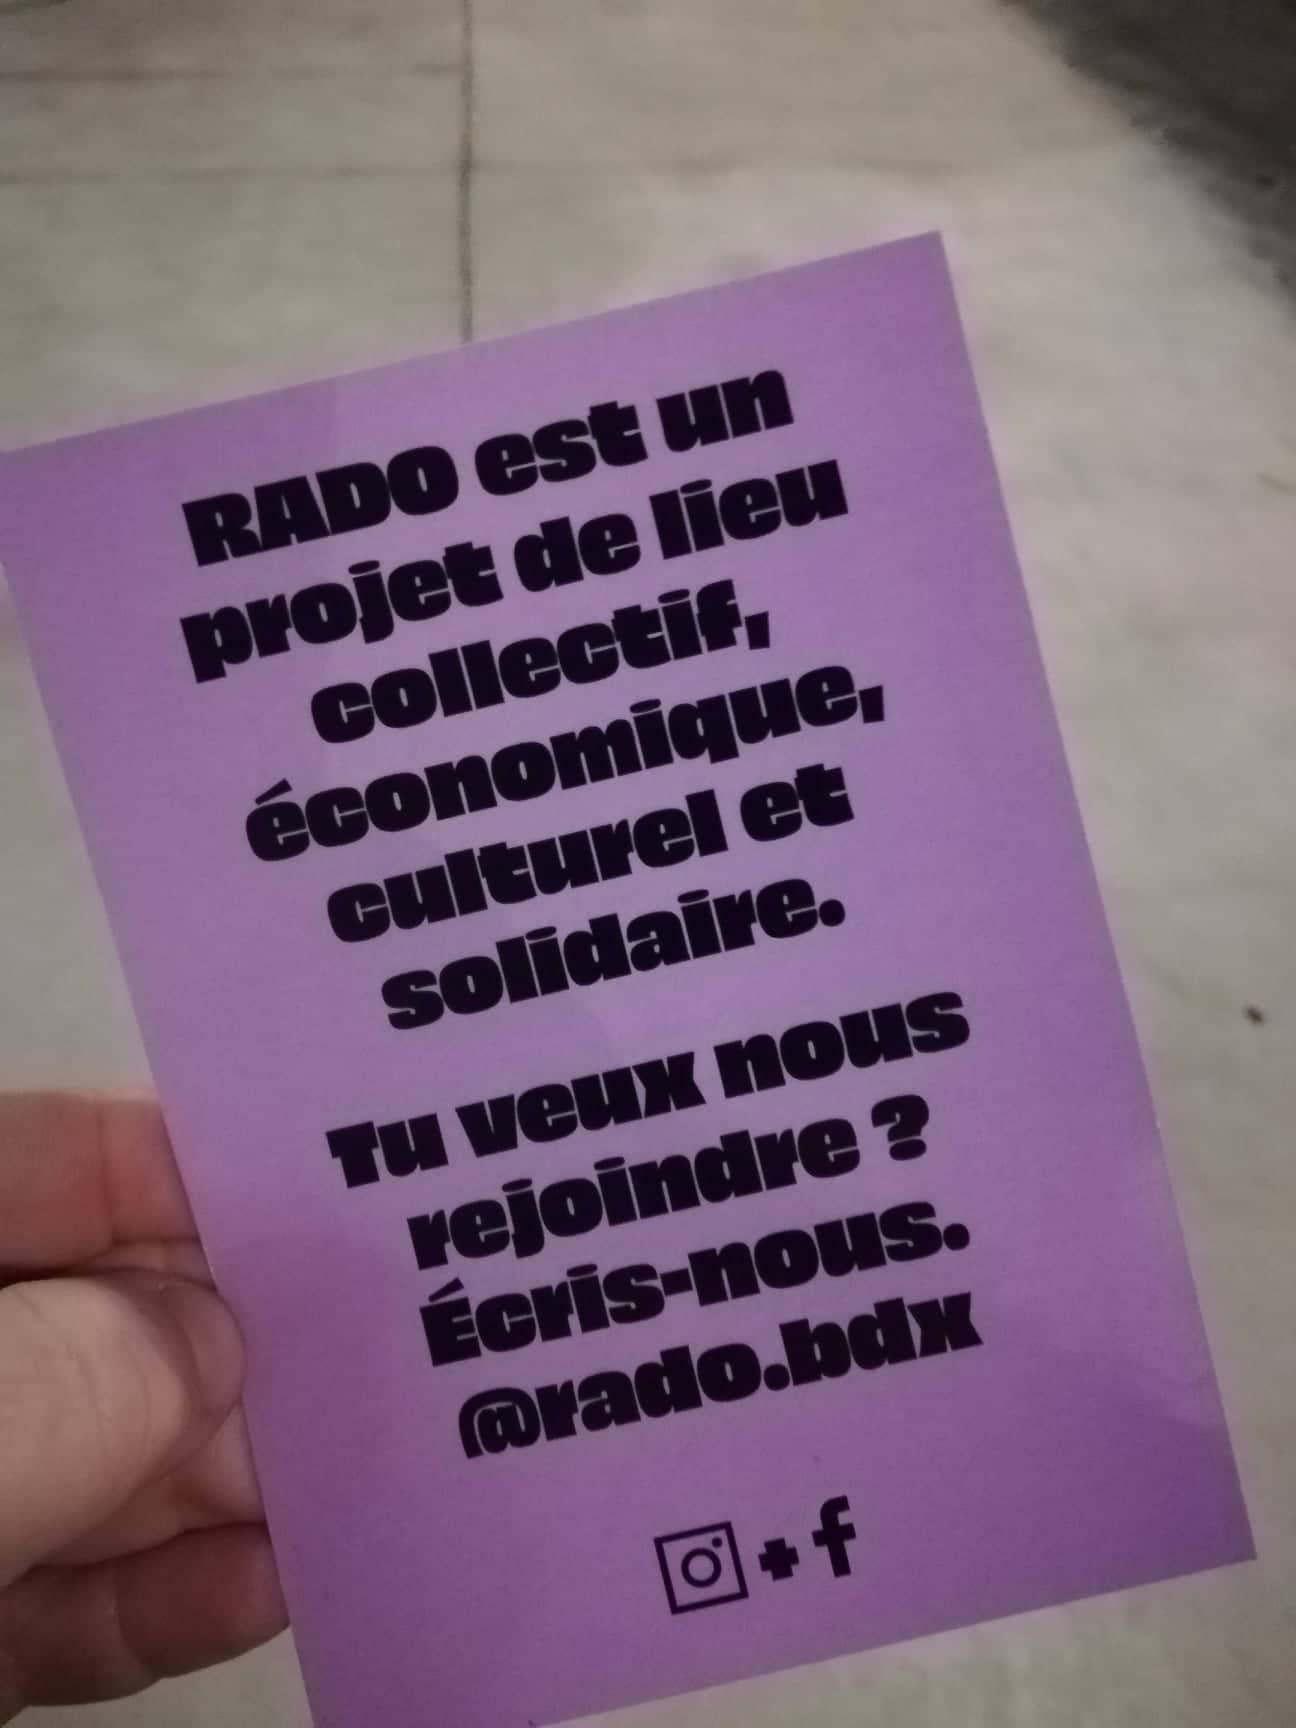 RADO est un
projet de lieu
collectif,
économique,
culturel et
solidaire.
Tu veux nous
rejoindre ?
Écris-nous.
@rado.bdx
+ f